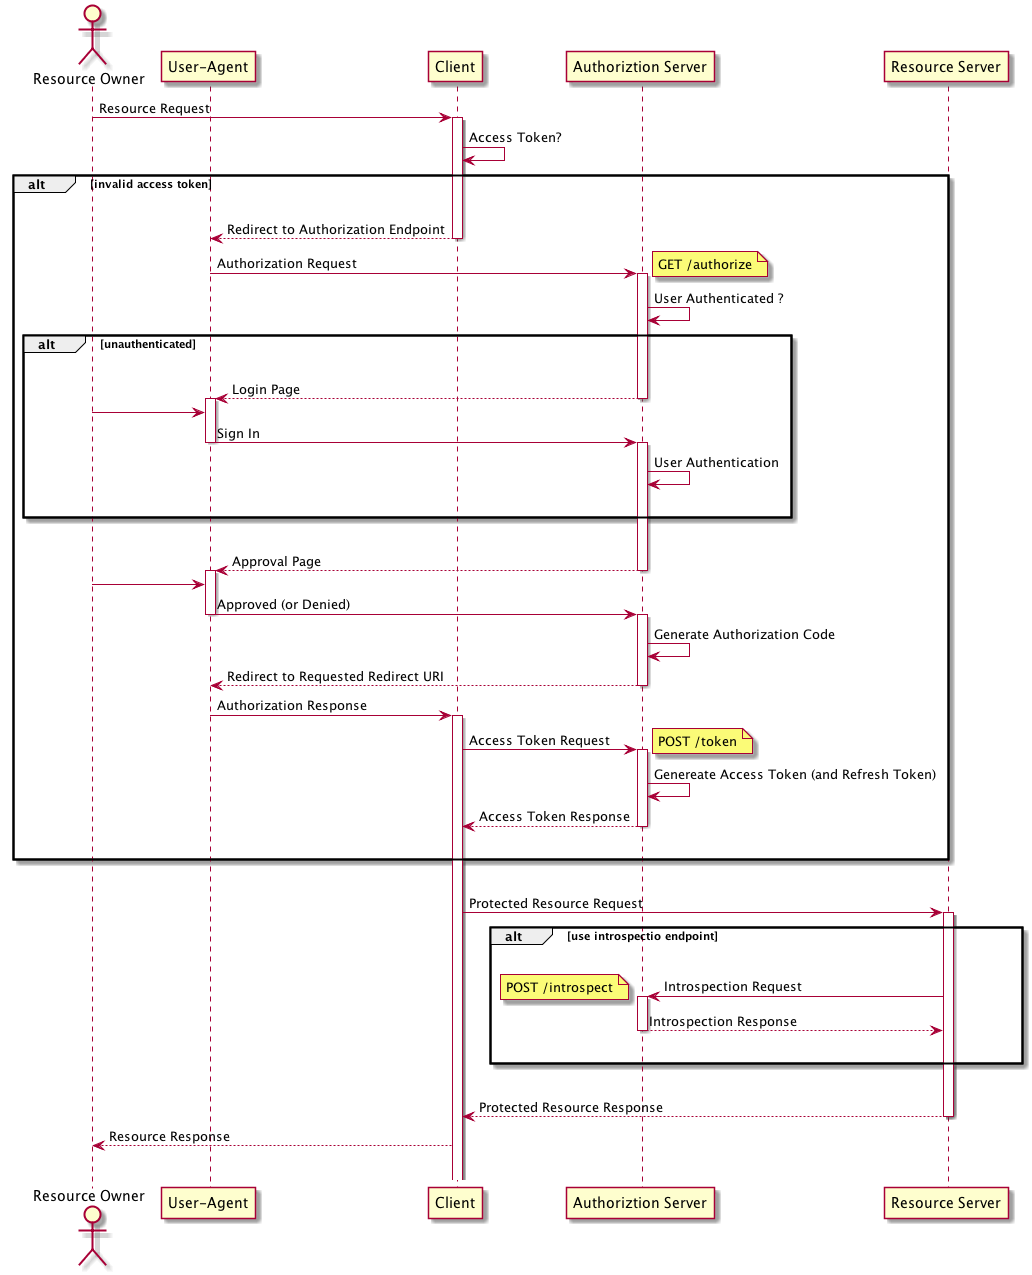 Resource Owner
User-Agent
Client
Authoriztion Server
Resource Server
Resource Request
Access Token?
alt
[invalid access token]
Redirect to Authorization Endpoint
Authorization Request
GET /authorize
User Authenticated ?
alt
[unauthenticated]
Login Page
Sign In
User Authentication
Approval Page
Approved (or Denied)
Generate Authorization Code
Redirect to Requested Redirect URI
Authorization Response
Access Token Request
POST /token
Genereate Access Token (and Refresh Token)
Access Token Response
Protected Resource Request
alt
[use introspectio endpoint]
POST /introspect
Introspection Request
Introspection Response
Protected Resource Response
Resource Response
Resource Owner
User-Agent
Client
Authoriztion Server
Resource Server